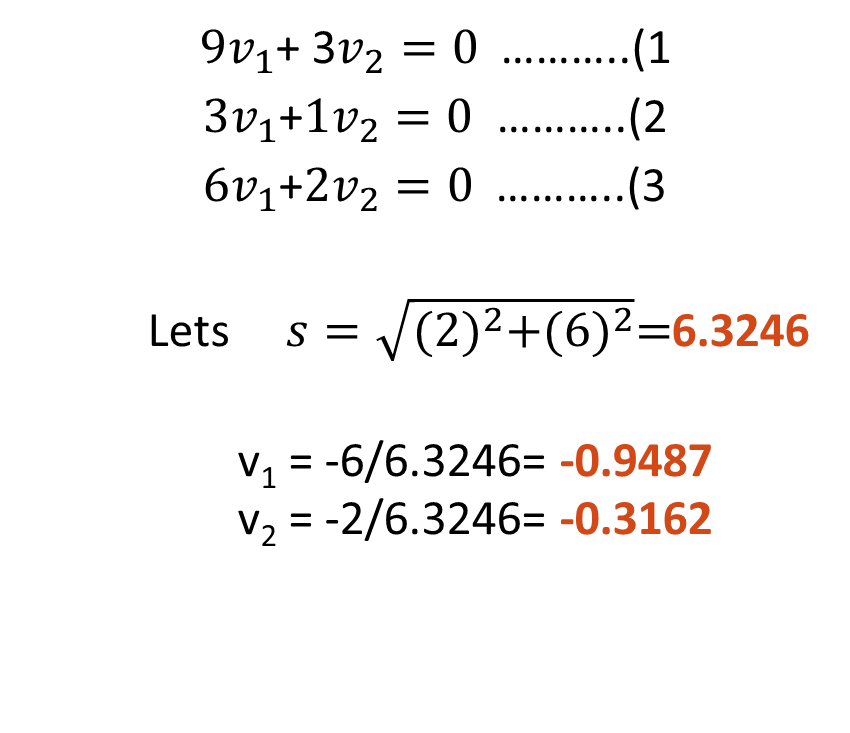 9𝑣₁+ 3𝑣₂ = 0 ………..(1
3𝑣₁+1𝑣₂ = 0 ………..(2
6𝑣₁+2𝑣₂ = 0 ………..(3
Lets 𝑠 = √(2)²+(6)²=6.3246
v₁ = -6/6.3246= -0.9487
v₂ = -2/6.3246= -0.3162